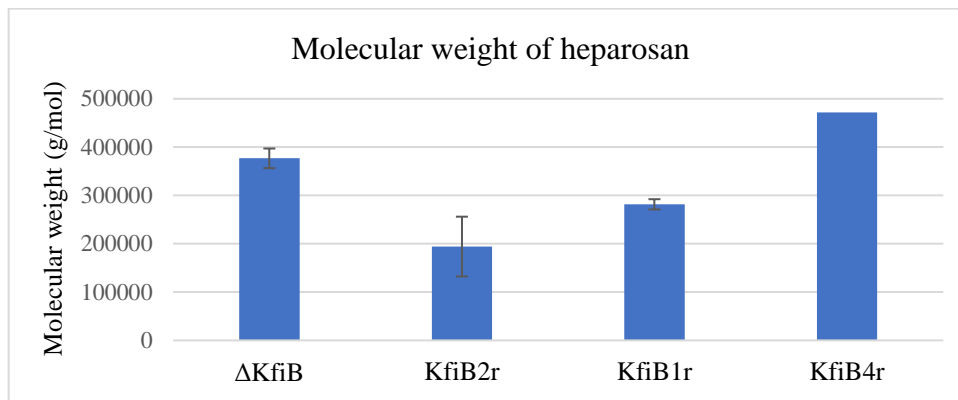 Molecular weight of heparosan
Molecular weight (g/mol)
500000
400000
300000
200000
100000
0
ΔKfiB
KfiB2r
KfiB1r
KfiB4r